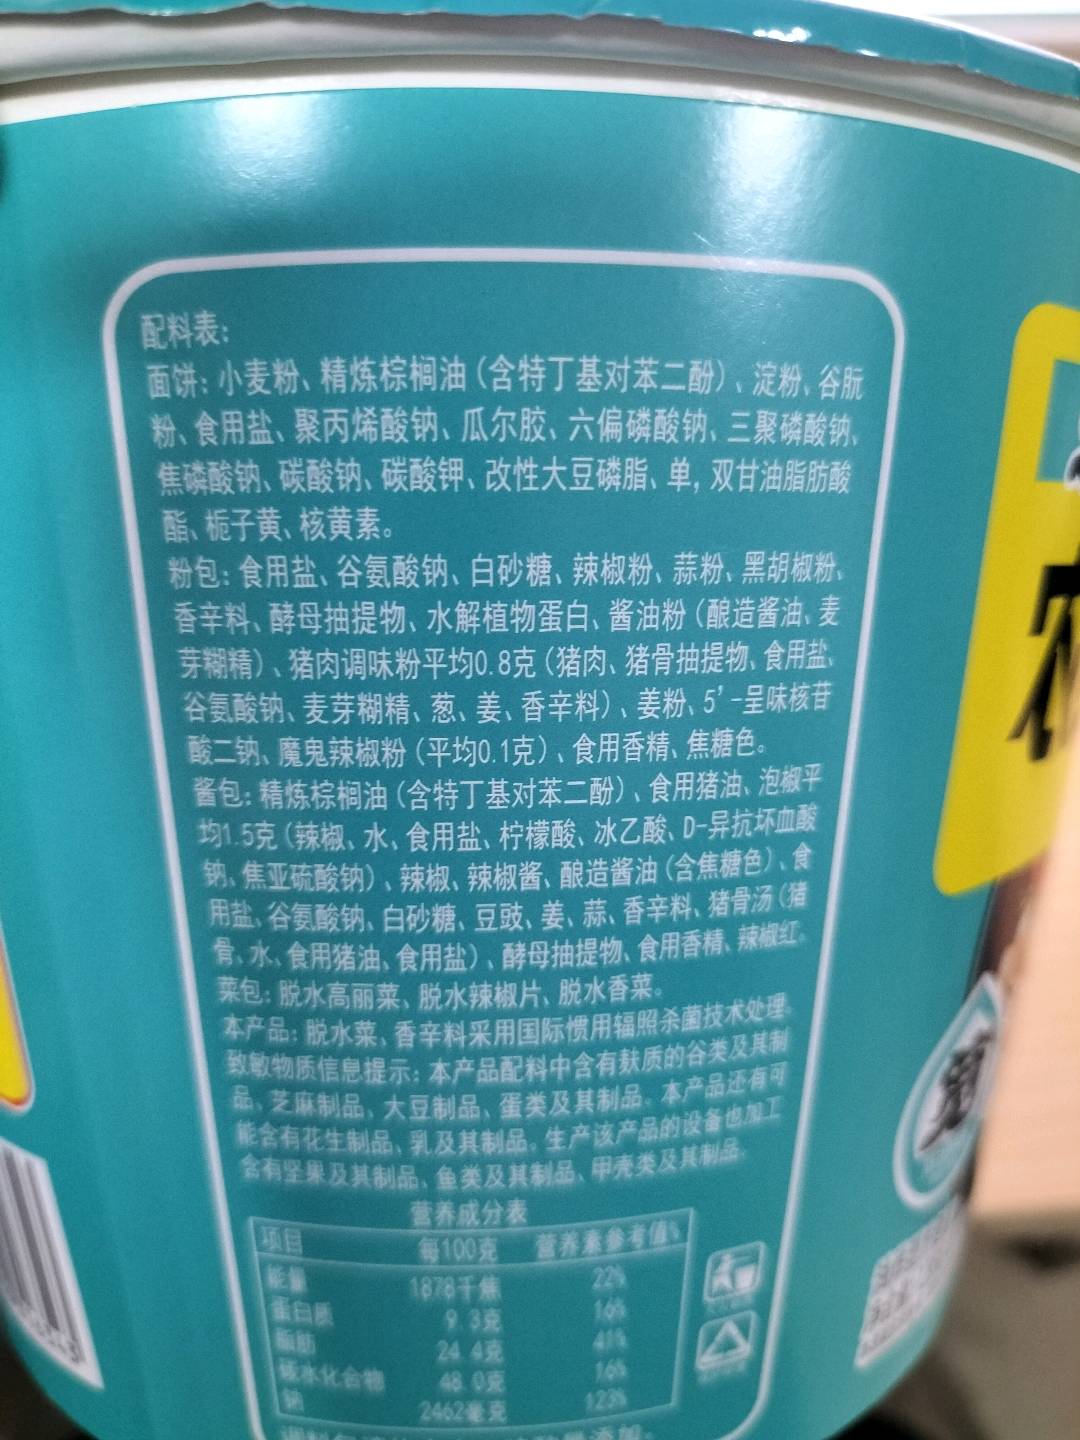 配料表:
面饼: 小麦粉、精炼棕榈油 (含特丁基对苯二酚)、淀粉、谷朊
粉、食用盐、聚丙烯酸钠、瓜尔胶、六偏磷酸钠、三聚磷酸钠、
焦磷酸钠、碳酸钠、碳酸钾、改性大豆磷脂、单, 双甘油脂肪酸
酯、栀子黄、核黄素。
粉包: 食用盐、谷氨酸钠、白砂糖、辣椒粉、蒜粉、黑胡椒粉、
香辛料、酵母抽提物、水解植物蛋白、酱油粉 (酿造酱油、麦
芽糊精)、猪肉调味粉平均0.8克 (猪肉、猪骨抽提物、食用盐、
谷氨酸钠、麦芽糊精、葱、姜、香辛料)、姜粉、5'-呈味核苷
酸二钠、魔鬼辣椒粉 (平均0.1克)、食用香精、焦糖色。
酱包: 精炼棕榈油 (含特丁基对苯二酚)、食用猪油、泡椒平
均1.5克 (辣椒、水、食用盐、柠檬酸、冰乙酸、D-异抗坏血酸
钠、焦亚硫酸钠)、辣椒、辣椒酱、酿造酱油 (含焦糖色)、食
用盐、谷氨酸钠、白砂糖、豆豉、姜、蒜、香辛料、猪骨汤 (猪
骨、水、食用猪油、食用盐)、酵母抽提物、食用香精、辣椒红。
菜包: 脱水高丽菜、脱水辣椒片、脱水香菜。
本产品: 脱水菜、香辛料采用国际惯用辐照杀菌技术处理。
致敏物质信息提示: 本产品配料中含有麸质的谷类及其制
品、芝麻制品、大豆制品、蛋类及其制品。本产品还有可
能含有花生制品、乳及其制品。生产该产品的设备也加工
含有坚果及其制品、鱼类及其制品、甲壳类及其制品。
营养成分表
项目 每100克 营养素参考值%
能量 1878千焦 22%
蛋白质 9.3克 16%
脂肪 24.4克 41%
碳水化合物 48.0克 16%
钠 2462毫克 123%